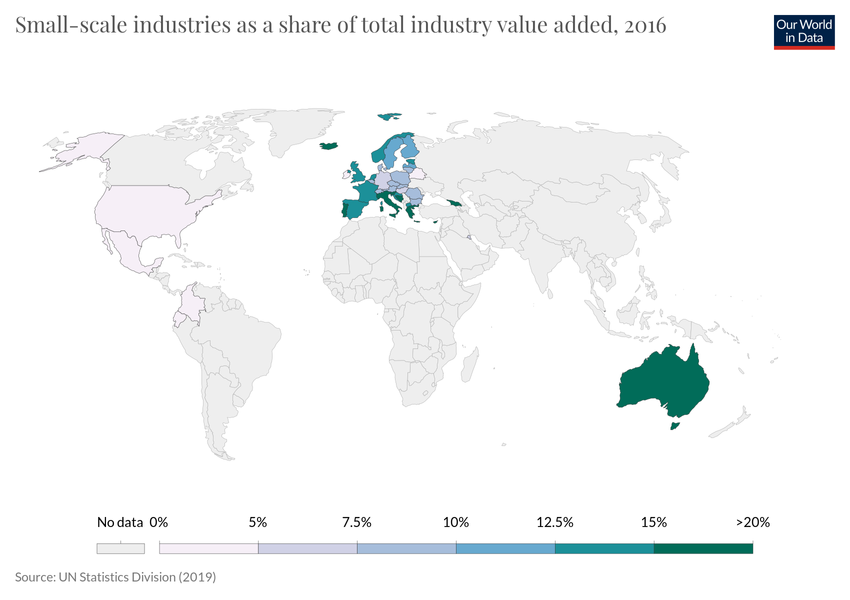 Small-scale industries as a share of total industry value added, 2016
Our World
in Data
No data 0% 5% 7.5% 10% 12.5% 15% >20%
Source: UN Statistics Division (2019)